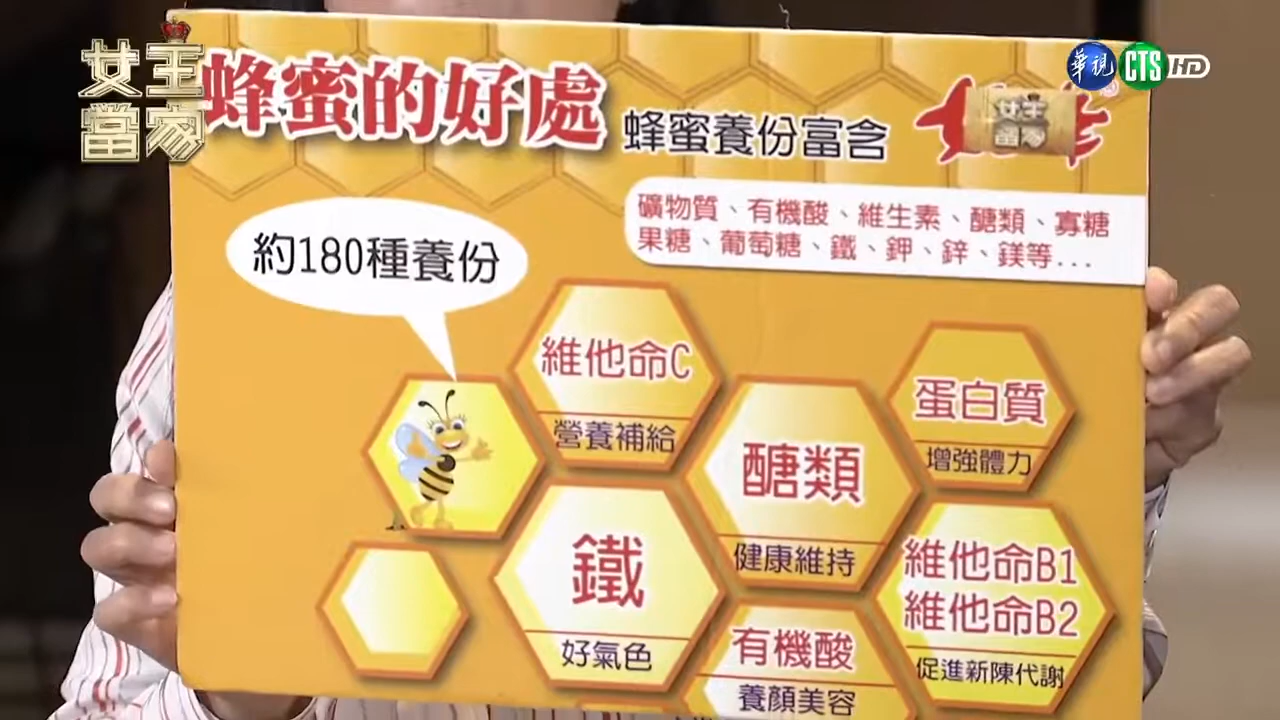 女王
當家
華視
CTS
HD
蜂蜜的好處
蜂蜜養份富含
女王
當家
礦物質、有機酸、維生素、醣類、寡糖
果糖、葡萄糖、鐵、鉀、鋅、鎂等...
約180種養份
維他命C
營養補給
蛋白質
增強體力
醣類
健康維持
鐵
好氣色
維他命B1
維他命B2
促進新陳代謝
有機酸
養顏美容